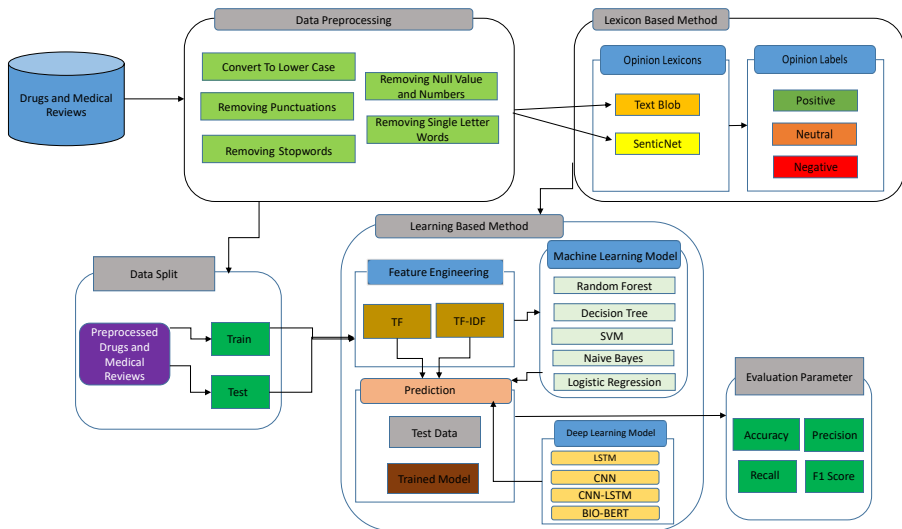 Data Preprocessing
Lexicon Based Method
Drugs and Medical
Reviews
Convert To Lower Case
Removing Punctuations
Removing Stopwords
Removing Null Value
and Numbers
Removing Single Letter
Words
Opinion Lexicons
Text Blob
SenticNet
Opinion Labels
Positive
Neutral
Negative
Data Split
Preprocessed
Drugs and
Medical
Reviews
Train
Test
Learning Based Method
Feature Engineering
TF
TF-IDF
Machine Learning Model
Random Forest
Decision Tree
SVM
Naive Bayes
Logistic Regression
Prediction
Test Data
Trained Model
Deep Learning Model
LSTM
CNN
CNN-LSTM
BIO-BERT
Evaluation Parameter
Accuracy
Precision
Recall
F1 Score